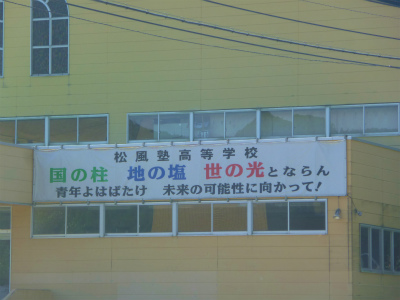 松風塾高等学校
国の柱 地の塩 世の光とならん
青年よはばたけ 未来の可能性に向かって!